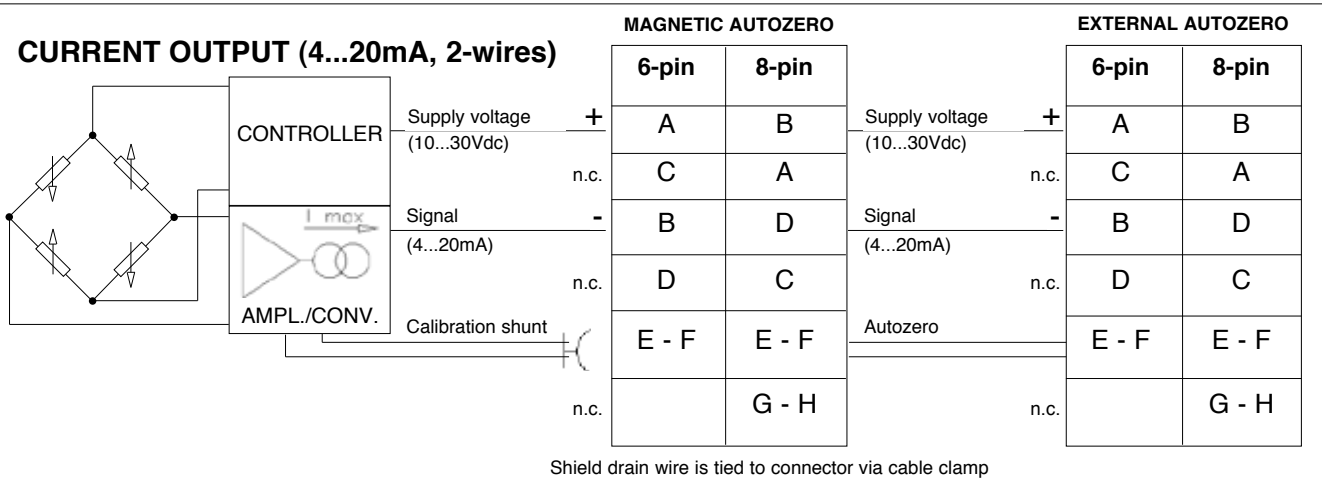 MAGNETIC AUTOZERO
EXTERNAL AUTOZERO
CURRENT OUTPUT (4...20mA, 2-wires)
6-pin 8-pin
6-pin 8-pin
CONTROLLER
Supply voltage +
(10...30Vdc)
A B
Supply voltage +
(10...30Vdc)
A B
n.c. C A
n.c. C A
I max
Signal -
(4...20mA)
B D
Signal -
(4...20mA)
B D
n.c. D C
n.c. D C
AMPL./CONV.
Calibration shunt
E - F E - F
Autozero
E - F E - F
n.c. G - H
n.c. G - H
Shield drain wire is tied to connector via cable clamp